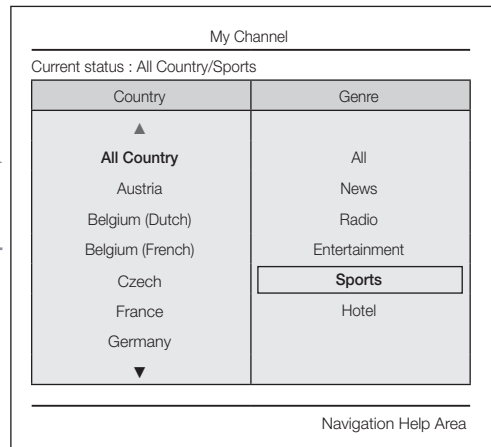 My Channel
Current status : All Country/Sports
Country Genre
▲
All Country All
Austria News
Belgium (Dutch) Radio
Belgium (French) Entertainment
Czech Sports
France Hotel
Germany
▼
Navigation Help Area